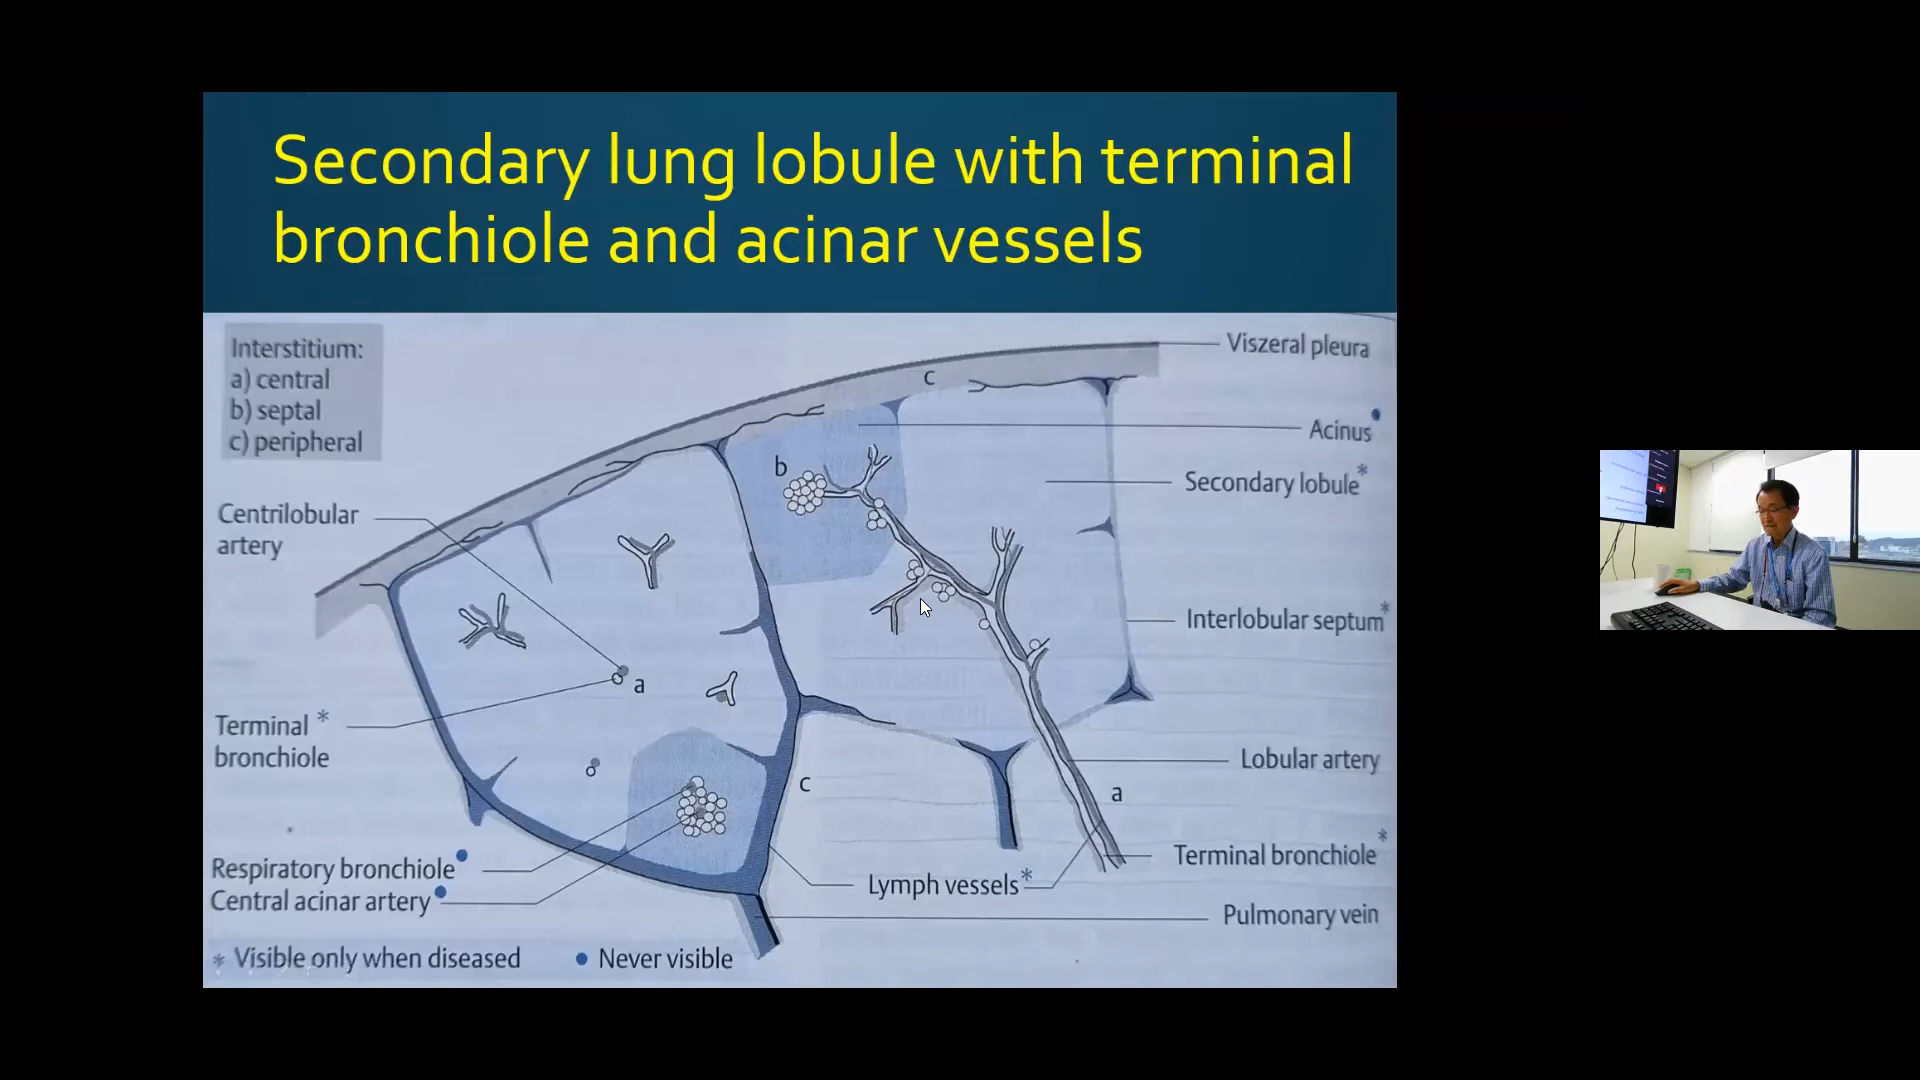 Secondary lung lobule with terminal
bronchiole and acinar vessels
Interstitium:
a) central
b) septal
c) peripheral
Viszeral pleura
c
Acinus●
b
Secondary lobule*
Centrilobular
artery
Interlobular septum*
a
Terminal *
bronchiole
Lobular artery
c
a
Terminal bronchiole*
Respiratory bronchiole●
Lymph vessels*
Central acinar artery●
Pulmonary vein
* Visible only when diseased
● Never visible